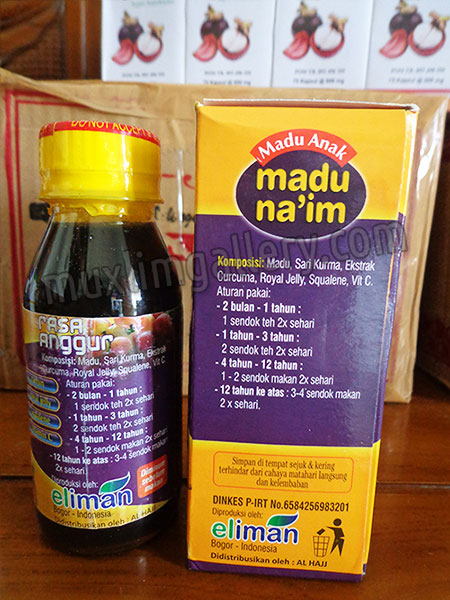 DO NOT ACCEPT
RASA
Anggur
Komposisi: Madu, Sari Kurma, Ekstrak
Curcuma, Royal Jelly, Squalene, Vit C.
Aturan pakai:
- 2 bulan - 1 tahun :
1 sendok teh 2x sehari
- 1 tahun - 3 tahun :
2 sendok teh 2x sehari
- 4 tahun - 12 tahun :
1 - 2 sendok makan 2x sehari
- 12 tahun ke atas : 3-4 sendok makan
2x sehari.
Diproduksi oleh:
eliman
Bogor - Indonesia
Didistribusikan oleh : AL HAJJ
Madu Anak
madu
na'im
Komposisi: Madu, Sari Kurma, Ekstrak
Curcuma, Royal Jelly, Squalene, Vit C.
Aturan pakai:
- 2 bulan - 1 tahun :
1 sendok teh 2x sehari
- 1 tahun - 3 tahun :
2 sendok teh 2x sehari
- 4 tahun - 12 tahun :
1 - 2 sendok makan 2x sehari
-12 tahun ke atas : 3-4 sendok makan
2 x sehari.
Simpan di tempat sejuk & kering
terhindar dari cahaya matahari langsung
dan kelembaban
DINKES P-IRT No.6584256983201
Diproduksi oleh:
eliman
Bogor - Indonesia
Didistribusikan oleh : AL HAJJ
muxlimgallery.com